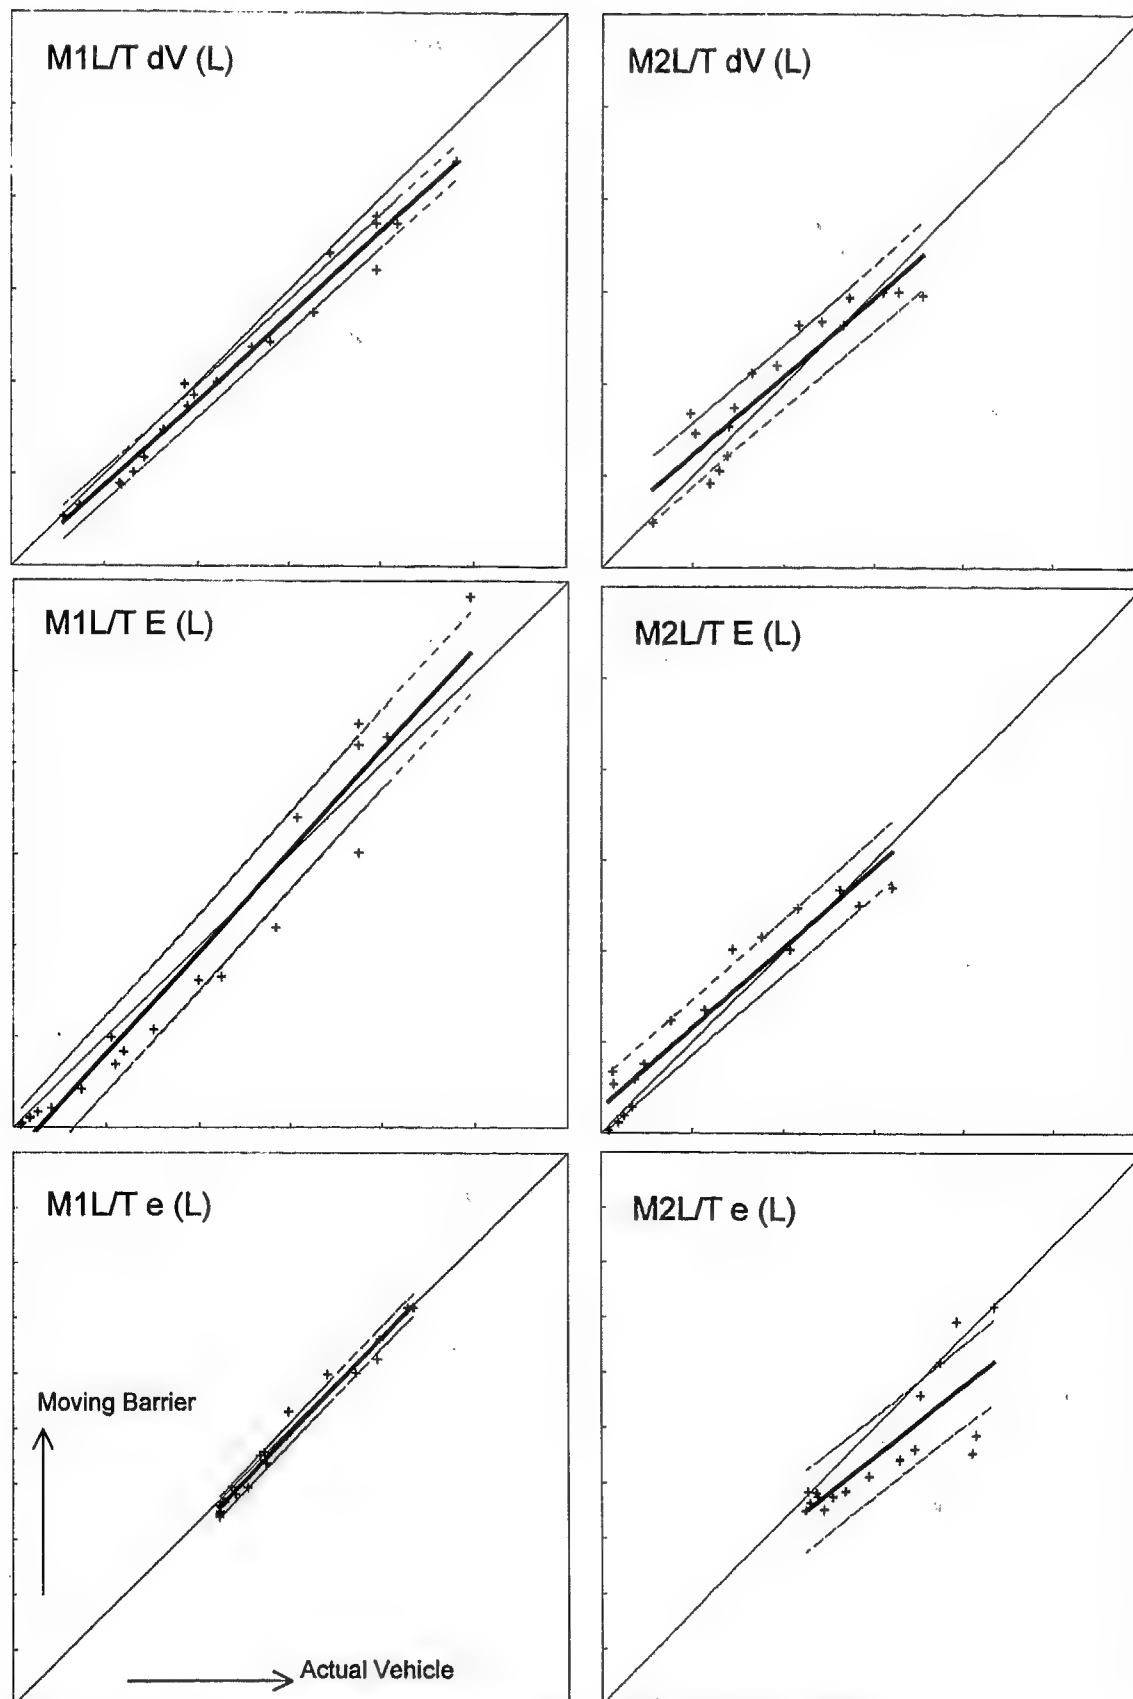 M1L/T dV (L)
M2L/T dV (L)
M1L/T E (L)
M2L/T E (L)
M1L/T e (L)
M2L/T e (L)
Moving Barrier
Actual Vehicle